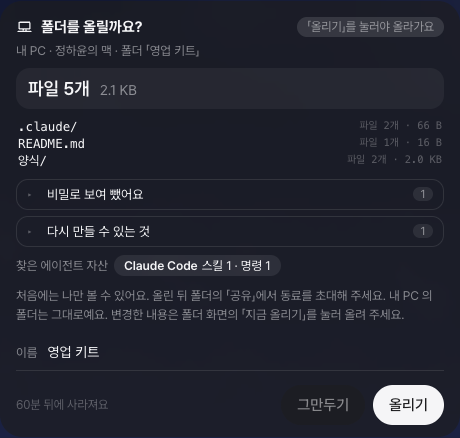 폴더를 올릴까요?
「올리기」를 눌러야 올라가요
내 PC · 정하윤의 맥 · 폴더 「영업 키트」
파일 5개 2.1 KB
.claude/ 파일 2개 · 66 B
README.md 파일 1개 · 16 B
양식/ 파일 2개 · 2.0 KB
비밀로 보여 뺐어요 1
다시 만들 수 있는 것 1
찾은 에이전트 자산 Claude Code 스킬 1 · 명령 1
처음에는 나만 볼 수 있어요. 올린 뒤 폴더의 「공유」에서 동료를 초대해 주세요. 내 PC 의
폴더는 그대로예요. 변경한 내용은 폴더 화면의 「지금 올리기」를 눌러 올려 주세요.
이름 영업 키트
60분 뒤에 사라져요 그만두기 올리기